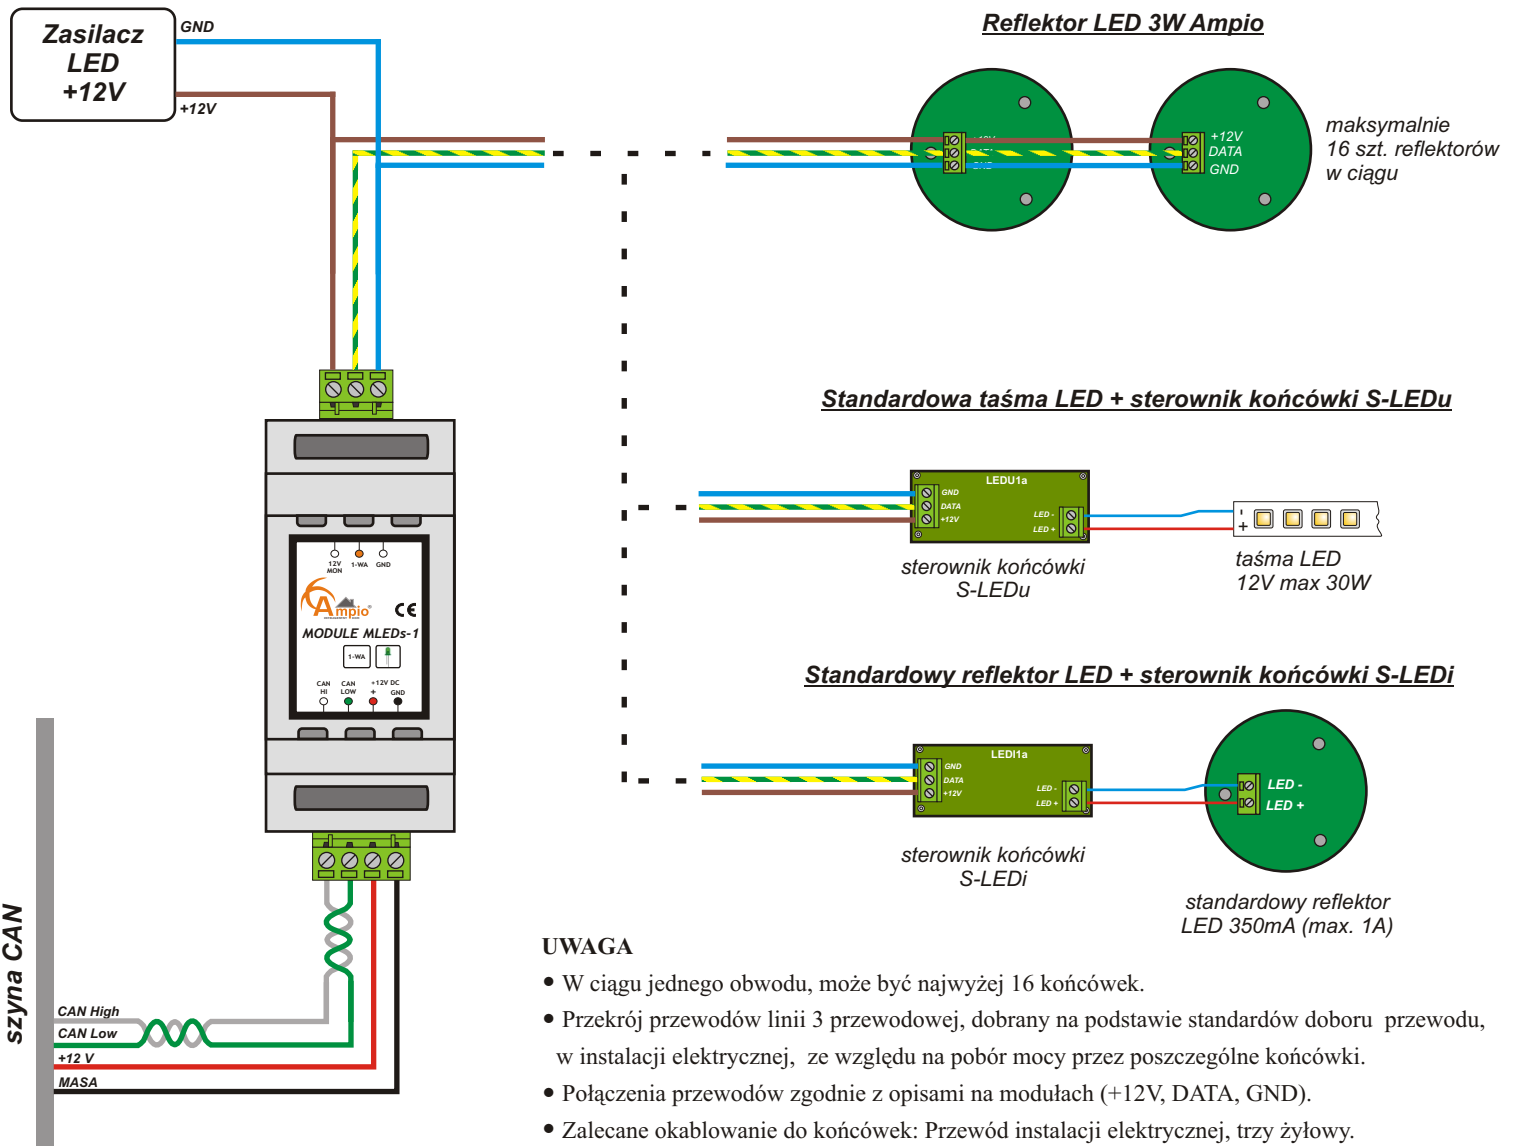 Zasilacz
LED
+12V
GND
+12V
Reflektor LED 3W Ampio
+12V
DATA
GND
maksymalnie
16 szt. reflektorów
w ciągu
Standardowa taśma LED + sterownik końcówki S-LEDu
LEDU1a
GND
DATA
+12V
LED -
LED +
- 
+
sterownik końcówki
S-LEDu
taśma LED
12V max 30W
12V
MON
1-WA
GND
Ampio®
CE
MODULE MLEDs-1
1-WA
CAN
HI
CAN
LOW
+12V DC
+
GND
Standardowy reflektor LED + sterownik końcówki S-LEDi
LEDI1a
GND
DATA
+12V
LED -
LED +
LED -
LED +
sterownik końcówki
S-LEDi
standardowy reflektor
LED 350mA (max. 1A)
szyna CAN
CAN High
CAN Low
+12 V
MASA
UWAGA
• W ciągu jednego obwodu, może być najwyżej 16 końcówek.
• Przekrój przewodów linii 3 przewodowej, dobrany na podstawie standardów doboru przewodu,
w instalacji elektrycznej, ze względu na pobór mocy przez poszczególne końcówki.
• Połączenia przewodów zgodnie z opisami na modułach (+12V, DATA, GND).
• Zalecane okablowanie do końcówek: Przewód instalacji elektrycznej, trzy żyłowy.